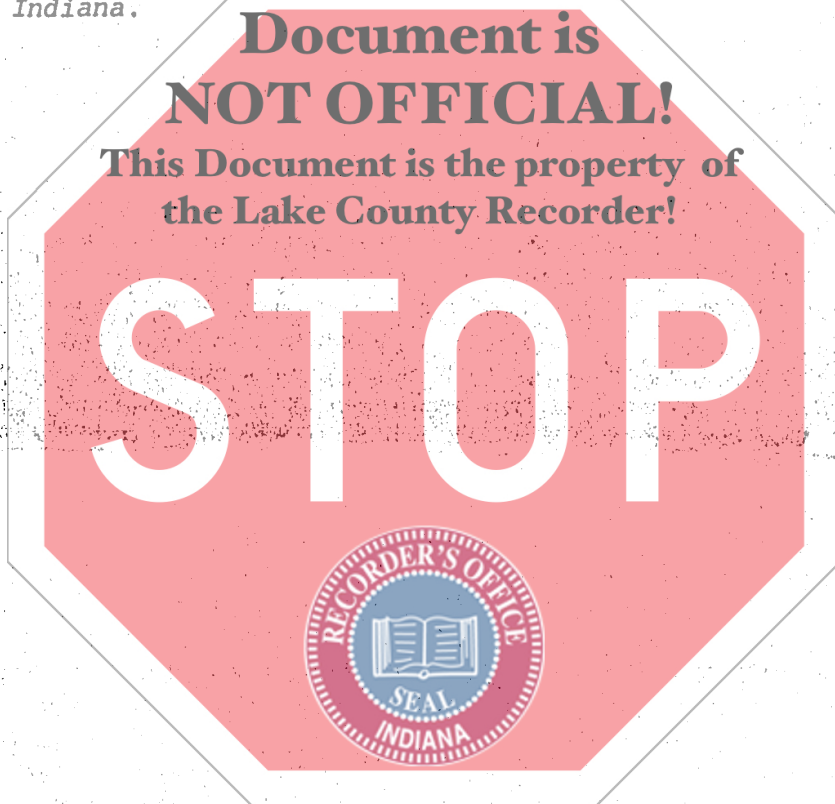 Indiana.
Document is
NOT OFFICIAL!
This Document is the property of
the Lake County Recorder!
STOP
RECORDER'S OFFICE
SEAL
INDIANA